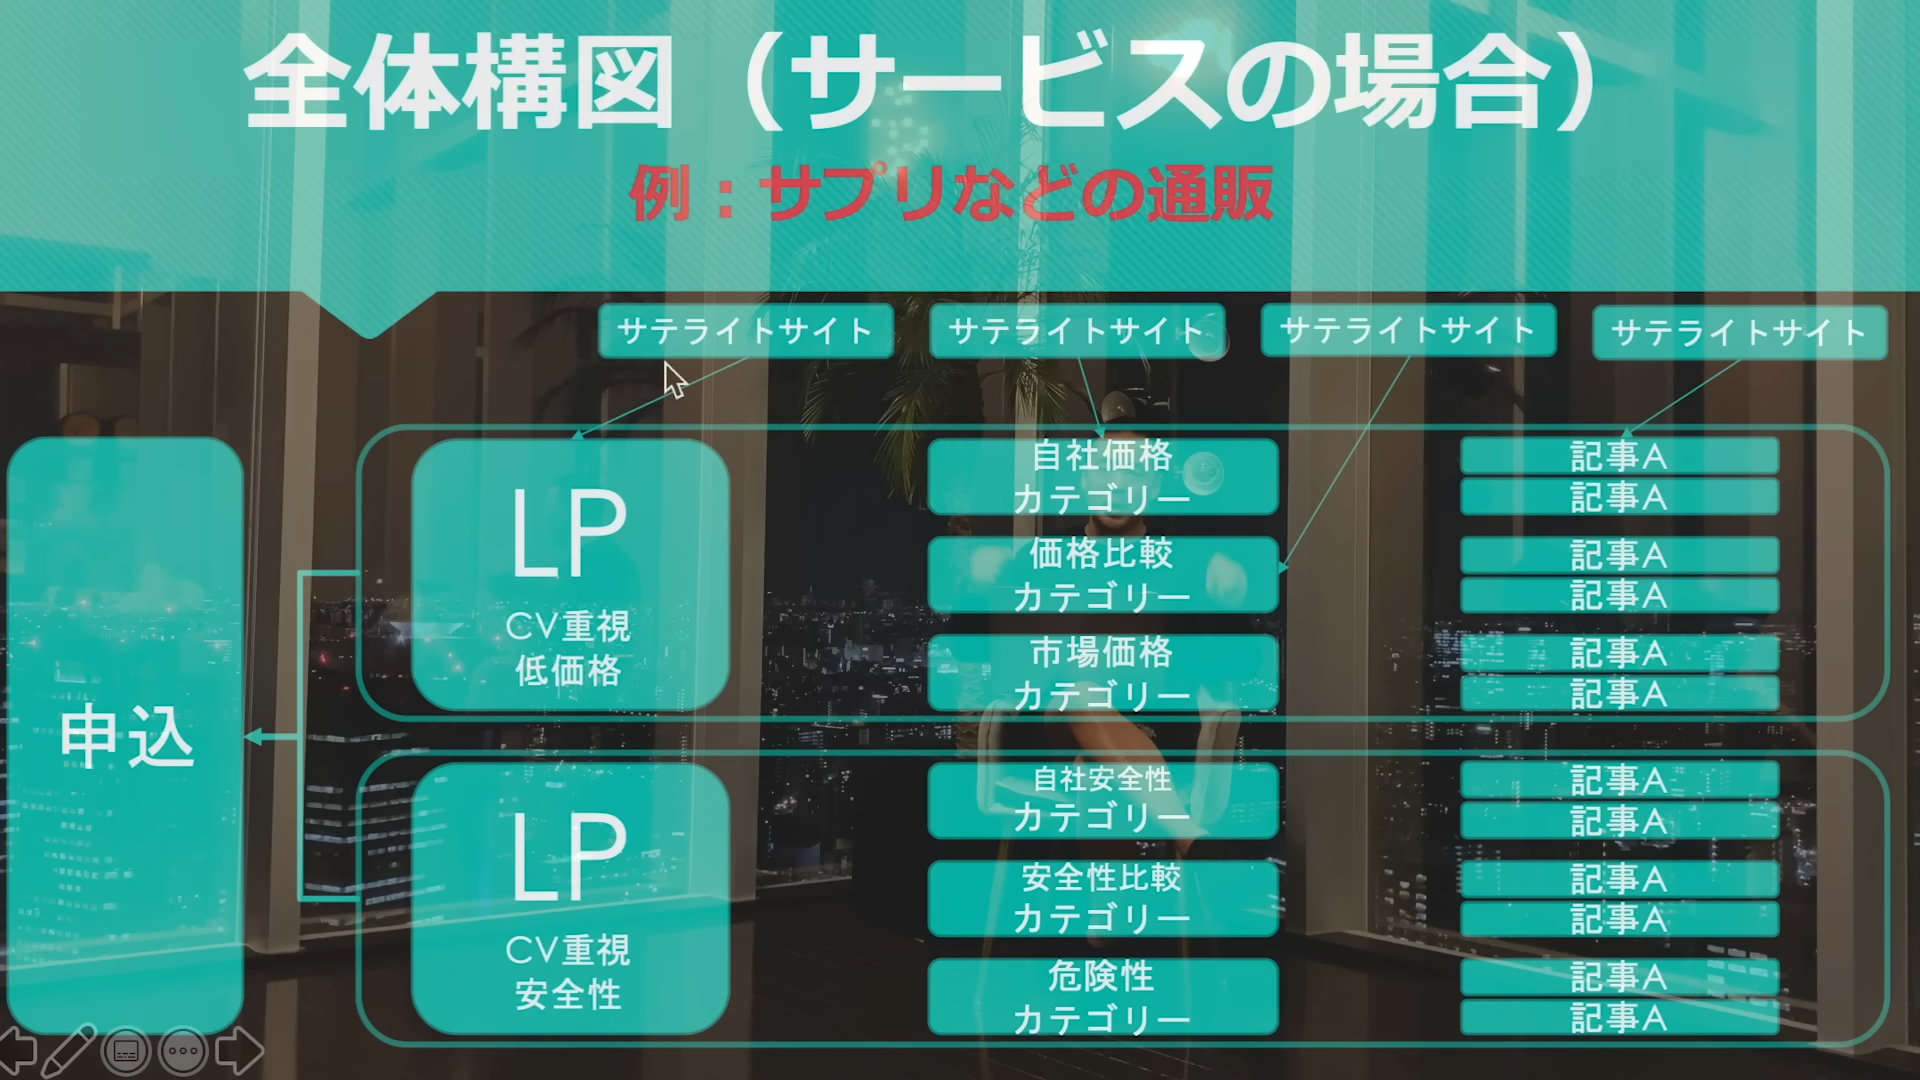 全体構図（サービスの場合）
例：サプリなどの通販
サテライトサイト
サテライトサイト
サテライトサイト
サテライトサイト
申込
LP
CV重視
低価格
自社価格
カテゴリー
価格比較
カテゴリー
市場価格
カテゴリー
記事A
記事A
記事A
記事A
記事A
記事A
LP
CV重視
安全性
自社安全性
カテゴリー
安全性比較
カテゴリー
危険性
カテゴリー
記事A
記事A
記事A
記事A
記事A
記事A